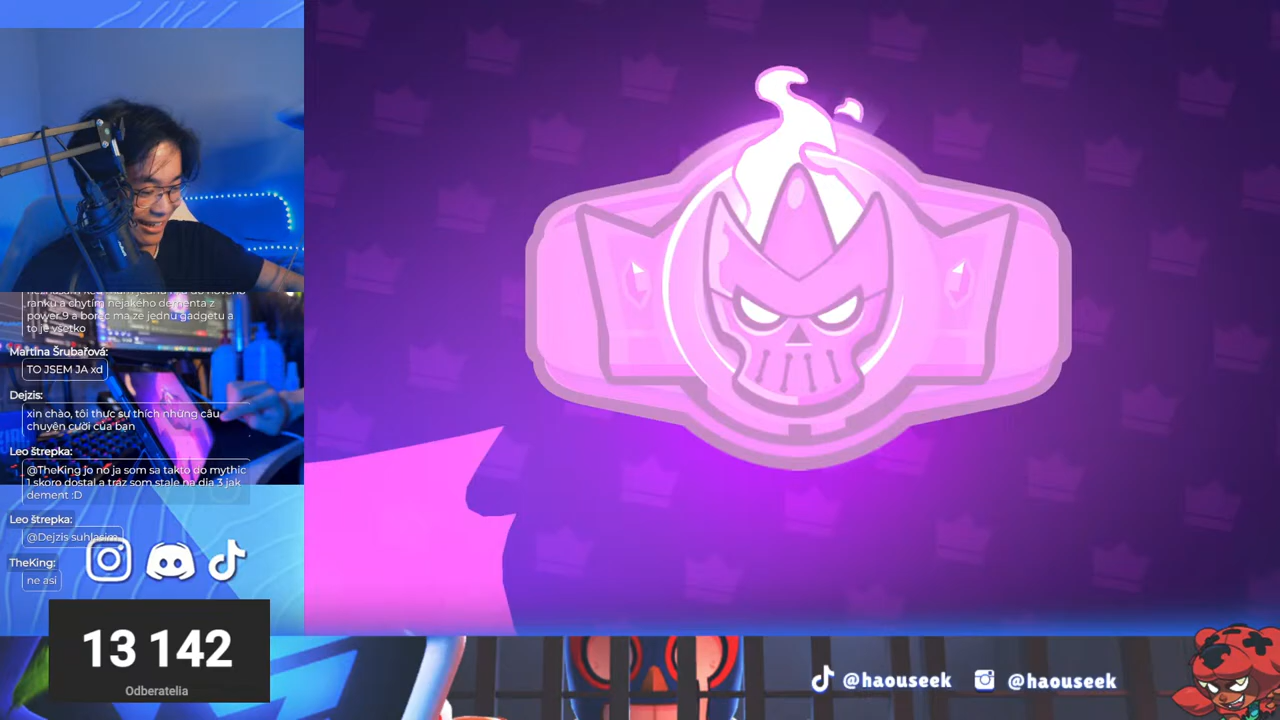 ranku a chytím nejakého dementa z
power 9 a borec ma ze jednu gadgetu a
to je všetko
Martina Šrubařová:
TO JSEM JA xd
Dejzis:
xin chào, tôi thực sự thích những câu
chuyện cười của bạn
Leo štrepka:
@TheKing Jo no ja som sa takto do mythic
1 skoro dostal a traz som stale na dia 3 jak
dement :D
Leo štrepka:
@Dejzis suhlasim
TheKing:
ne asi
13 142
Odberatelia
@haouseek
@haouseek